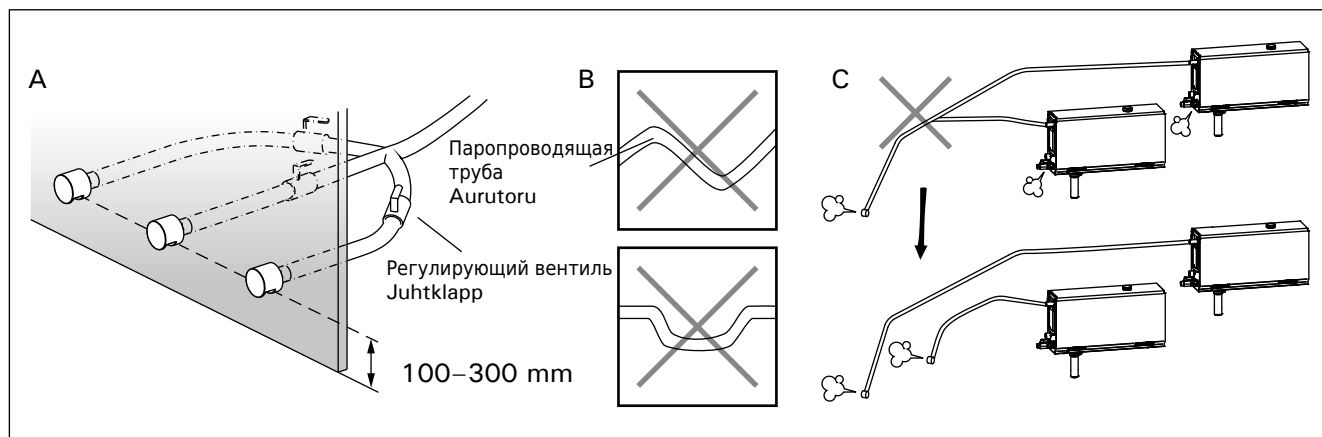 A
B
C
Паропроводящая
труба
Aurutoru
Регулирующий вентиль
Juhtklapp
100–300 mm